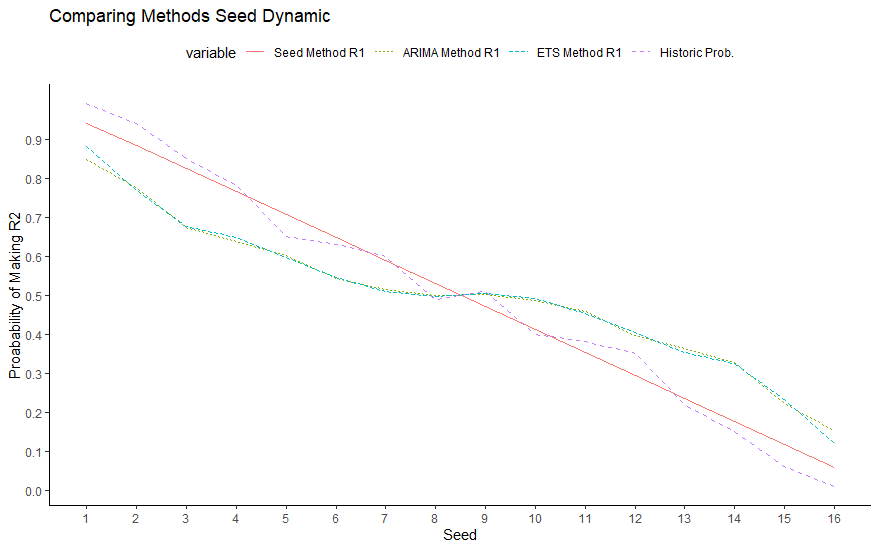 Comparing Methods Seed Dynamic
variable Seed Method R1 ARIMA Method R1 ETS Method R1 Historic Prob.
Proabability of Making R2
0.9
0.8
0.7
0.6
0.5
0.4
0.3
0.2
0.1
0.0
1 2 3 4 5 6 7 8 9 10 11 12 13 14 15 16
Seed